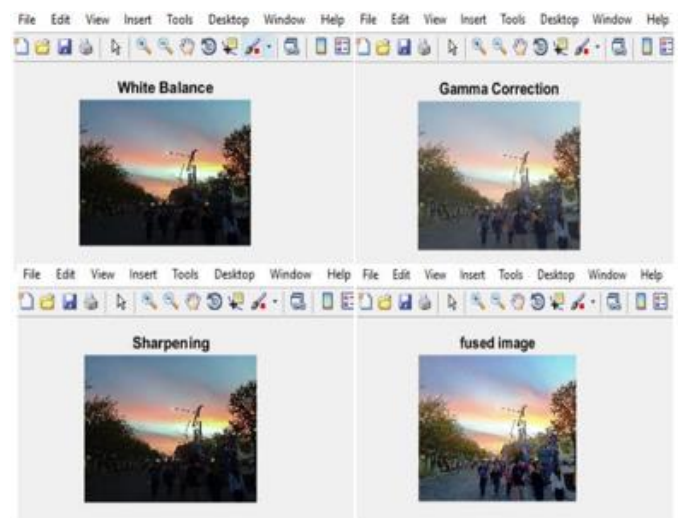 File Edit View Insert Tools Desktop Window Help
White Balance
File Edit View Insert Tools Desktop Window Help
Gamma Correction
File Edit View Insert Tools Desktop Window Help
Sharpening
File Edit View Insert Tools Desktop Window Help
fused image